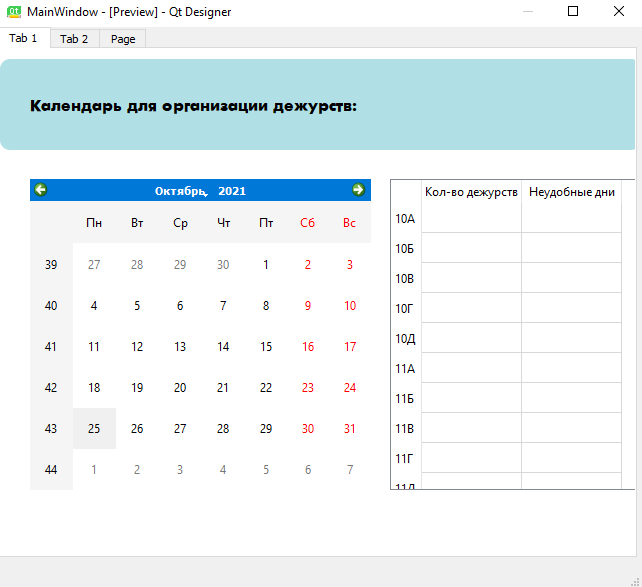 MainWindow - [Preview] - Qt Designer
Tab 1 Tab 2 Page
Календарь для организации дежурств:
Октябрь, 2021
Пн Вт Ср Чт Пт Сб Вс
39 27 28 29 30 1 2 3
40 4 5 6 7 8 9 10
41 11 12 13 14 15 16 17
42 18 19 20 21 22 23 24
43 25 26 27 28 29 30 31
44 1 2 3 4 5 6 7
Кол-во дежурств Неудобные дни
10А
10Б
10В
10Г
10Д
11А
11Б
11В
11Г
11Д